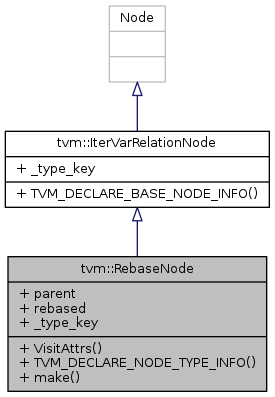 Node
tvm::IterVarRelationNode
+ _type_key
+ TVM_DECLARE_BASE_NODE_INFO()
tvm::RebaseNode
+ parent
+ rebased
+ _type_key
+ VisitAttrs()
+ TVM_DECLARE_NODE_TYPE_INFO()
+ make()